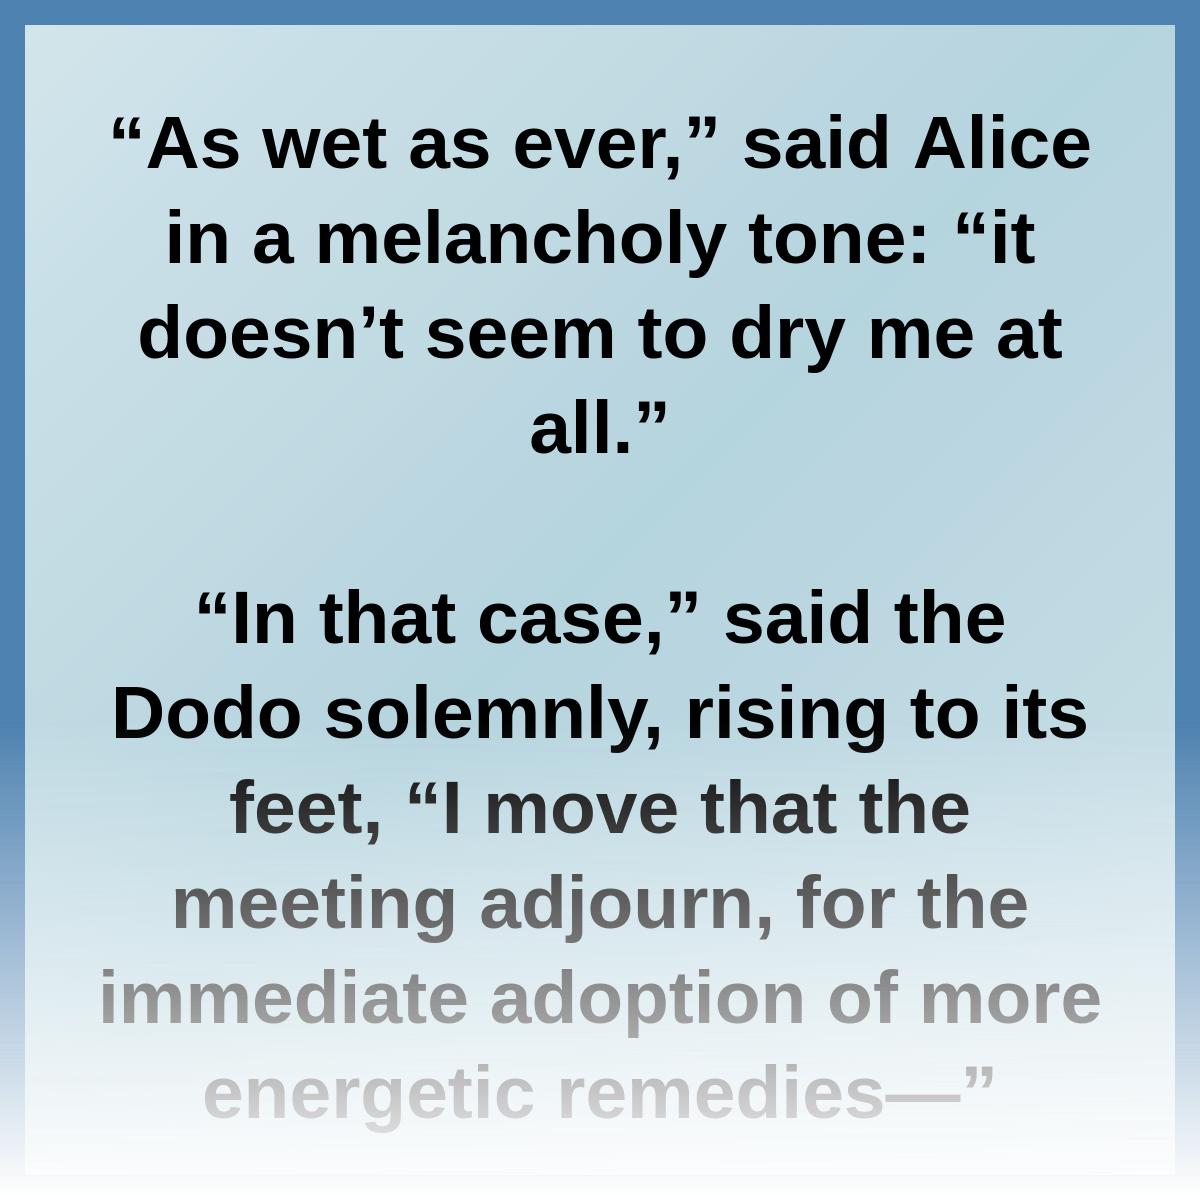 “As wet as ever,” said Alice
in a melancholy tone: “it
doesn’t seem to dry me at
all.”
“In that case,” said the
Dodo solemnly, rising to its
feet, “I move that the
meeting adjourn, for the
immediate adoption of more
energetic remedies—”